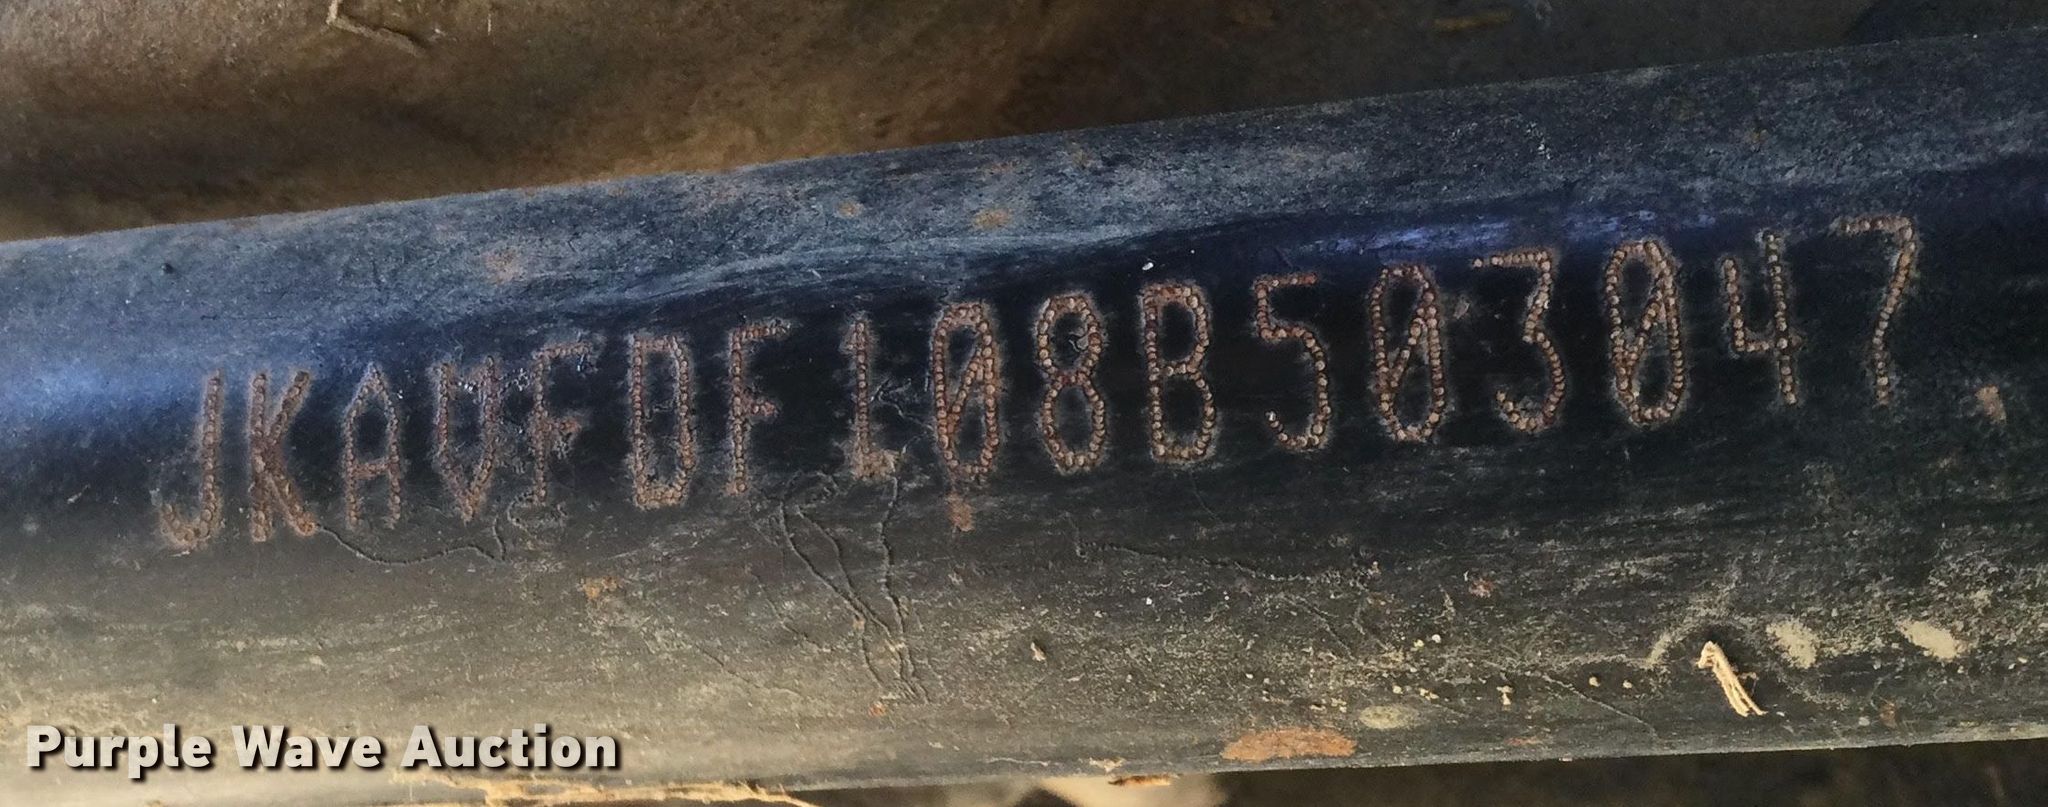 JKAVFDF108B503047
Purple Wave Auction